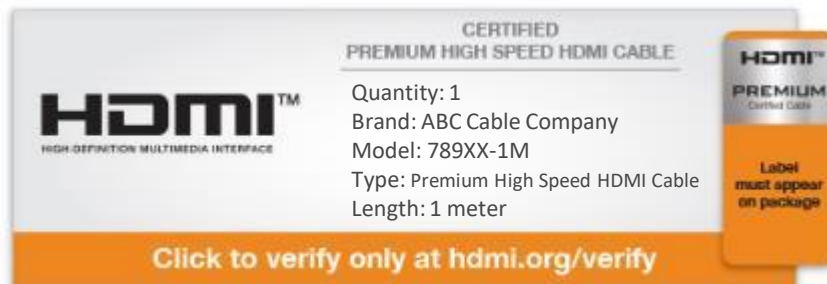 CERTIFIED
PREMIUM HIGH SPEED HDMI CABLE
HDMI™
HIGH-DEFINITION MULTIMEDIA INTERFACE
Quantity: 1
Brand: ABC Cable Company
Model: 789XX-1M
Type: Premium High Speed HDMI Cable
Length: 1 meter
Click to verify only at hdmi.org/verify
HDMI™
PREMIUM
Certified Cable
Label
must appear
on package